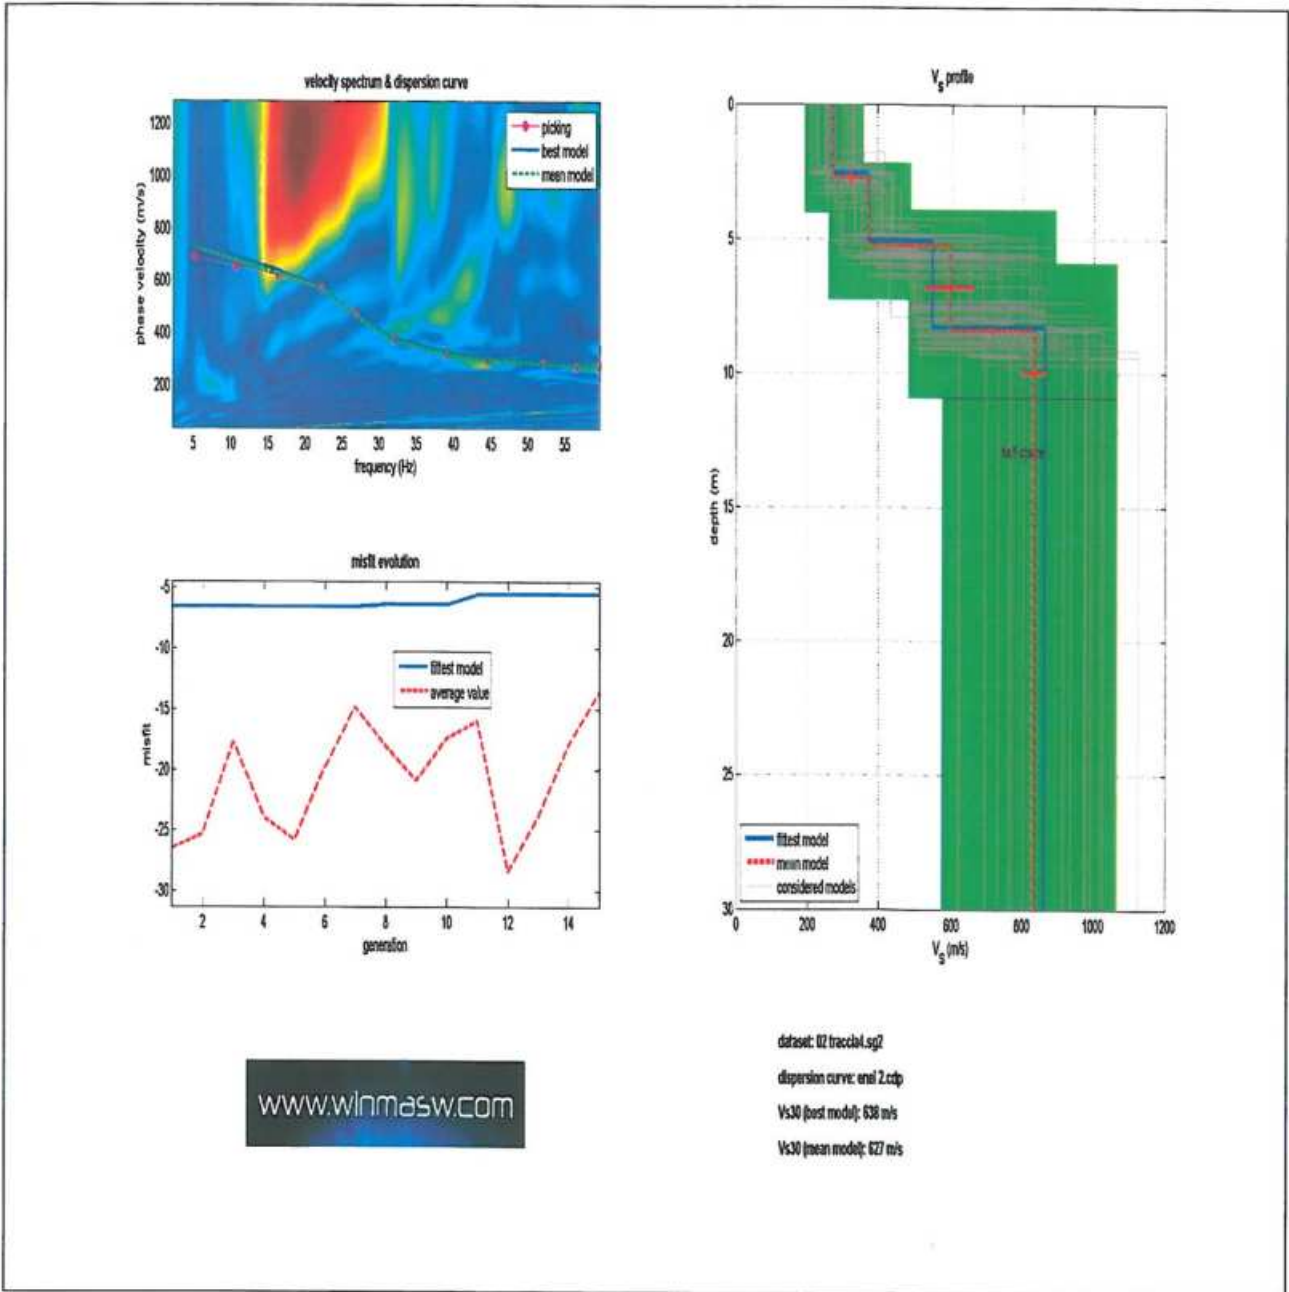 velocity spectrum & dispersion curve
1200
1000
800
600
400
200
phase velocity (m/s)
picking
best model
mean model
5 10 15 20 25 30 35 40 45 50 55
frequency (Hz)
misfit evolution
-5
-10
-15
-20
-25
-30
misfit
fittest model
average value
2 4 6 8 10 12 14
generation
www.winmasw.com
VS profile
0
5
10
15
20
25
30
depth (m)
fittest model
mean model
considered models
0 200 400 600 800 1000 1200
VS (m/s)
dataset: 02 traccia4.sg2
dispersion curve: enel 2.cdp
Vs30 (best model): 638 m/s
Vs30 (mean model): 627 m/s